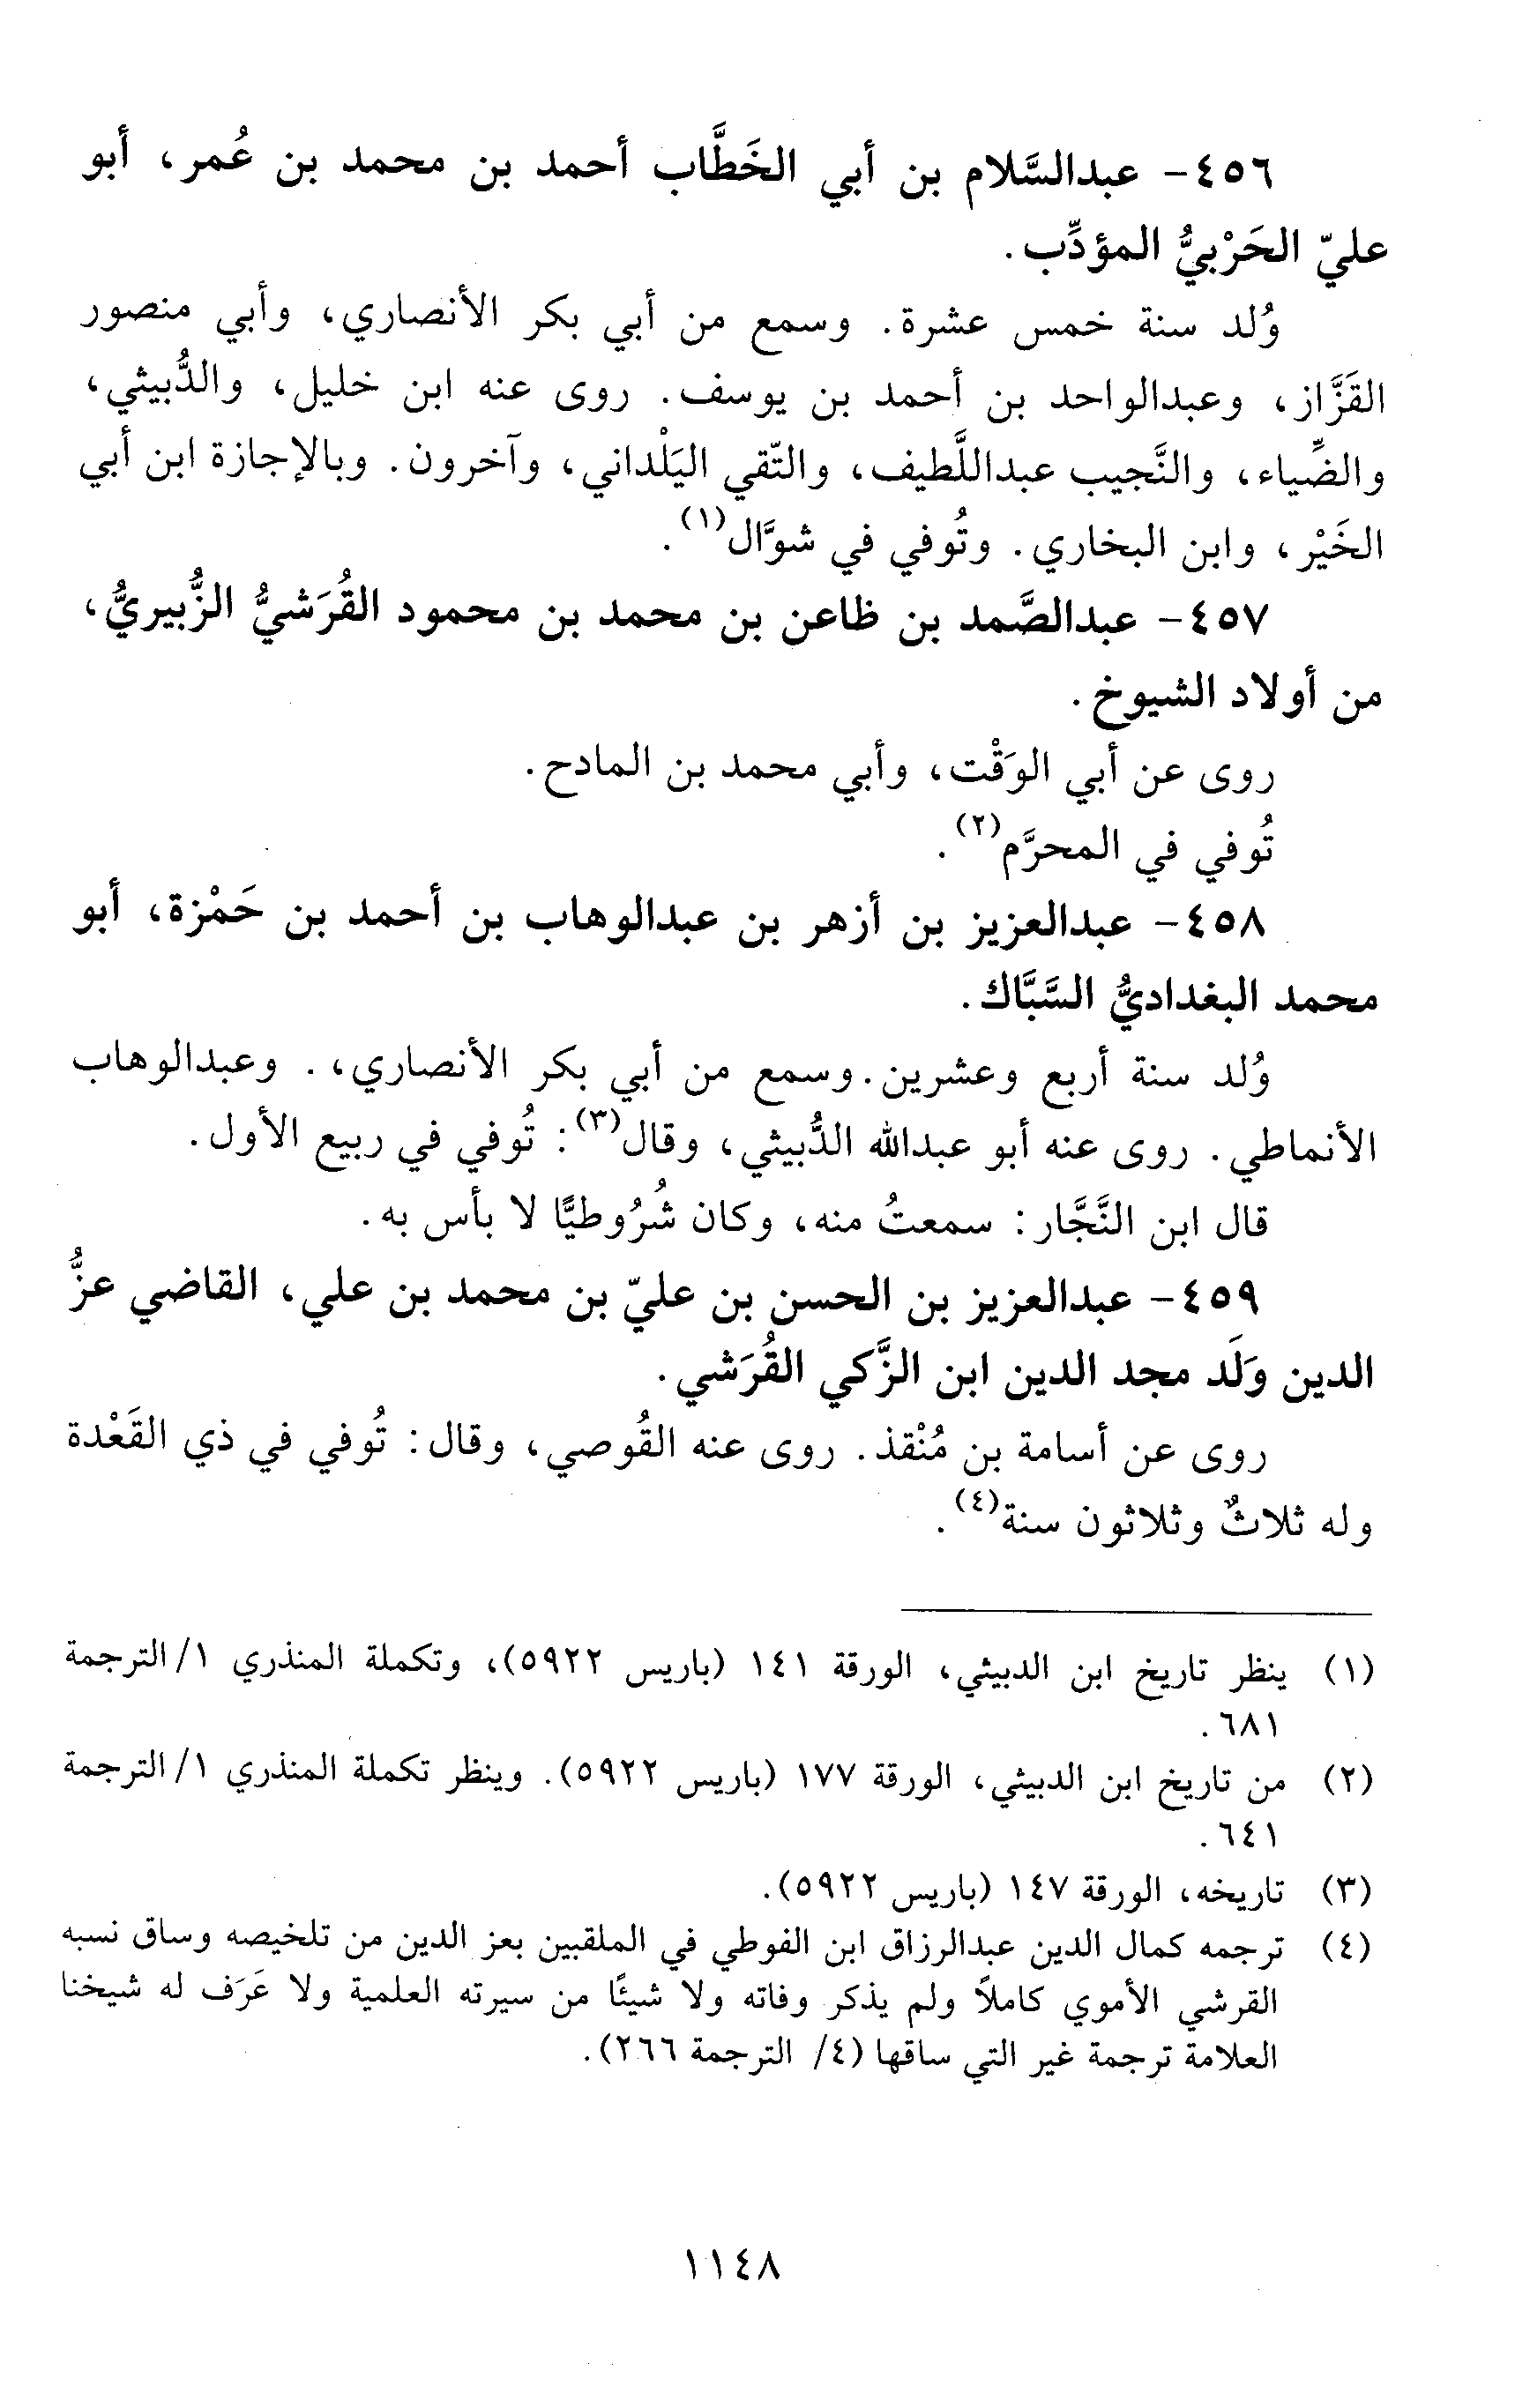 ٤٥٦- عبدالسَّلام بن أبي الخَطَّاب أحمد بن محمد بن عُمر، أبو
عليّ الحَرْبيُّ المؤدِّب.
وُلد سنة خمس عشرة. وسمع من أبي بكر الأنصاري، وأبي منصور
القَزَّاز، وعبدالواحد بن أحمد بن يوسف. روى عنه ابن خليل، والدُّبيثي،
والضِّياء، والنَّجيب عبداللَّطيف، والتّقي اليَلْداني، وآخرون. وبالإجازة ابن أبي
الخَيْر، وابن البخاري. وتُوفي في شوَّال(١).
٤٥٧- عبدالصَّمد بن ظاعن بن محمد بن محمود القُرَشيُّ الزُّبيريُّ،
من أولاد الشيوخ.
روى عن أبي الوَقْت، وأبي محمد بن المادح.
تُوفي في المحرَّم(٢).
٤٥٨- عبدالعزيز بن أزهر بن عبدالوهاب بن أحمد بن حَمْزة، أبو
محمد البغداديُّ السَّبَّاك.
وُلد سنة أربع وعشرين. وسمع من أبي بكر الأنصاري، . وعبدالوهاب
الأنماطي. روى عنه أبو عبدالله الدُّبيثي، وقال(٣): تُوفي في ربيع الأول.
قال ابن النَّجَّار: سمعتُ منه، وكان شُرُوطيًّا لا بأس به.
٤٥٩- عبدالعزيز بن الحسن بن عليّ بن محمد بن علي، القاضي عزُّ
الدين وَلَد مجد الدين ابن الزَّكي القُرَشي.
روى عن أسامة بن مُنْقذ. روى عنه القُوصي، وقال: تُوفي في ذي القَعْدة
وله ثلاثٌ وثلاثون سنة(٤).
(١) ينظر تاريخ ابن الدبيثي، الورقة ١٤١ (باريس ٥٩٢٢)، وتكملة المنذري ١/ الترجمة
٦٨١.
(٢) من تاريخ ابن الدبيثي، الورقة ١٧٧ (باريس ٥٩٢٢). وينظر تكملة المنذري ١/ الترجمة
٦٤١.
(٣) تاريخه، الورقة ١٤٧ (باريس ٥٩٢٢).
(٤) ترجمه كمال الدين عبدالرزاق ابن الفوطي في الملقبين بعز الدين من تلخيصه وساق نسبه
القرشي الأموي كاملاً ولم يذكر وفاته ولا شيئًا من سيرته العلمية ولا عَرَف له شيخنا
العلامة ترجمة غير التي ساقها (٤/ الترجمة ٢٦٦).
١١٤٨